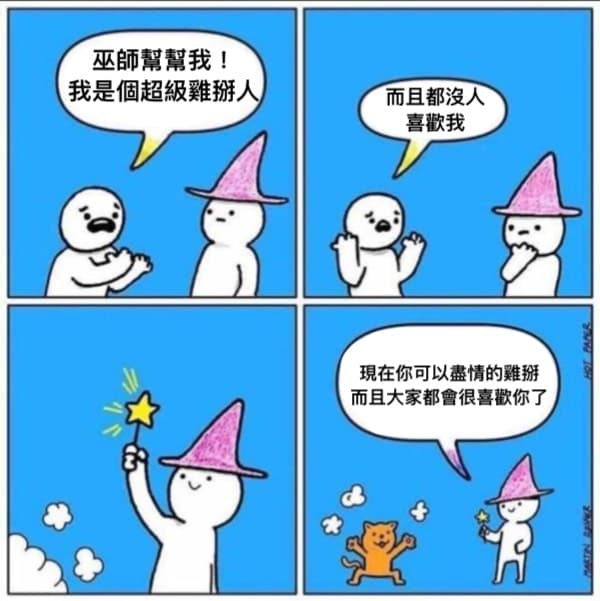 巫師幫幫我！
我是個超級雞掰人
而且都沒人
喜歡我
現在你可以盡情的雞掰
而且大家都會很喜歡你了
HOT PAPER